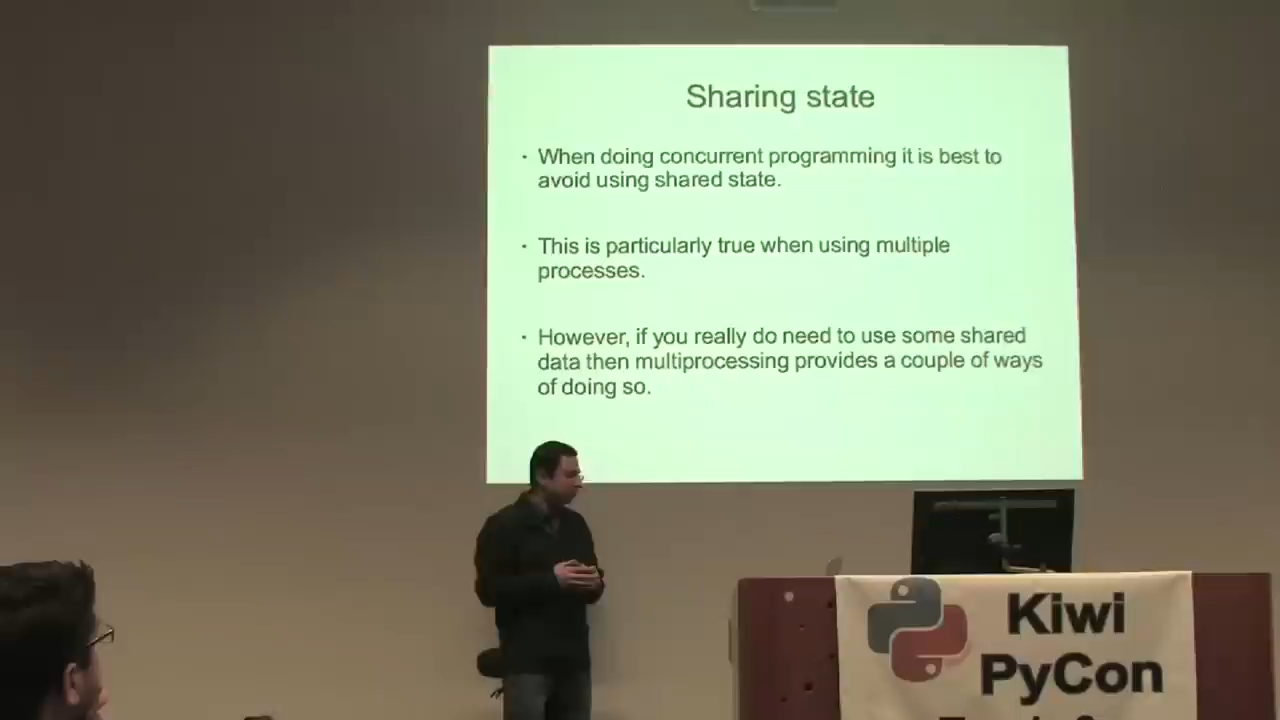 Sharing state
· When doing concurrent programming it is best to
avoid using shared state.
· This is particularly true when using multiple
processes.
· However, if you really do need to use some shared
data then multiprocessing provides a couple of ways
of doing so.
Kiwi
PyCon